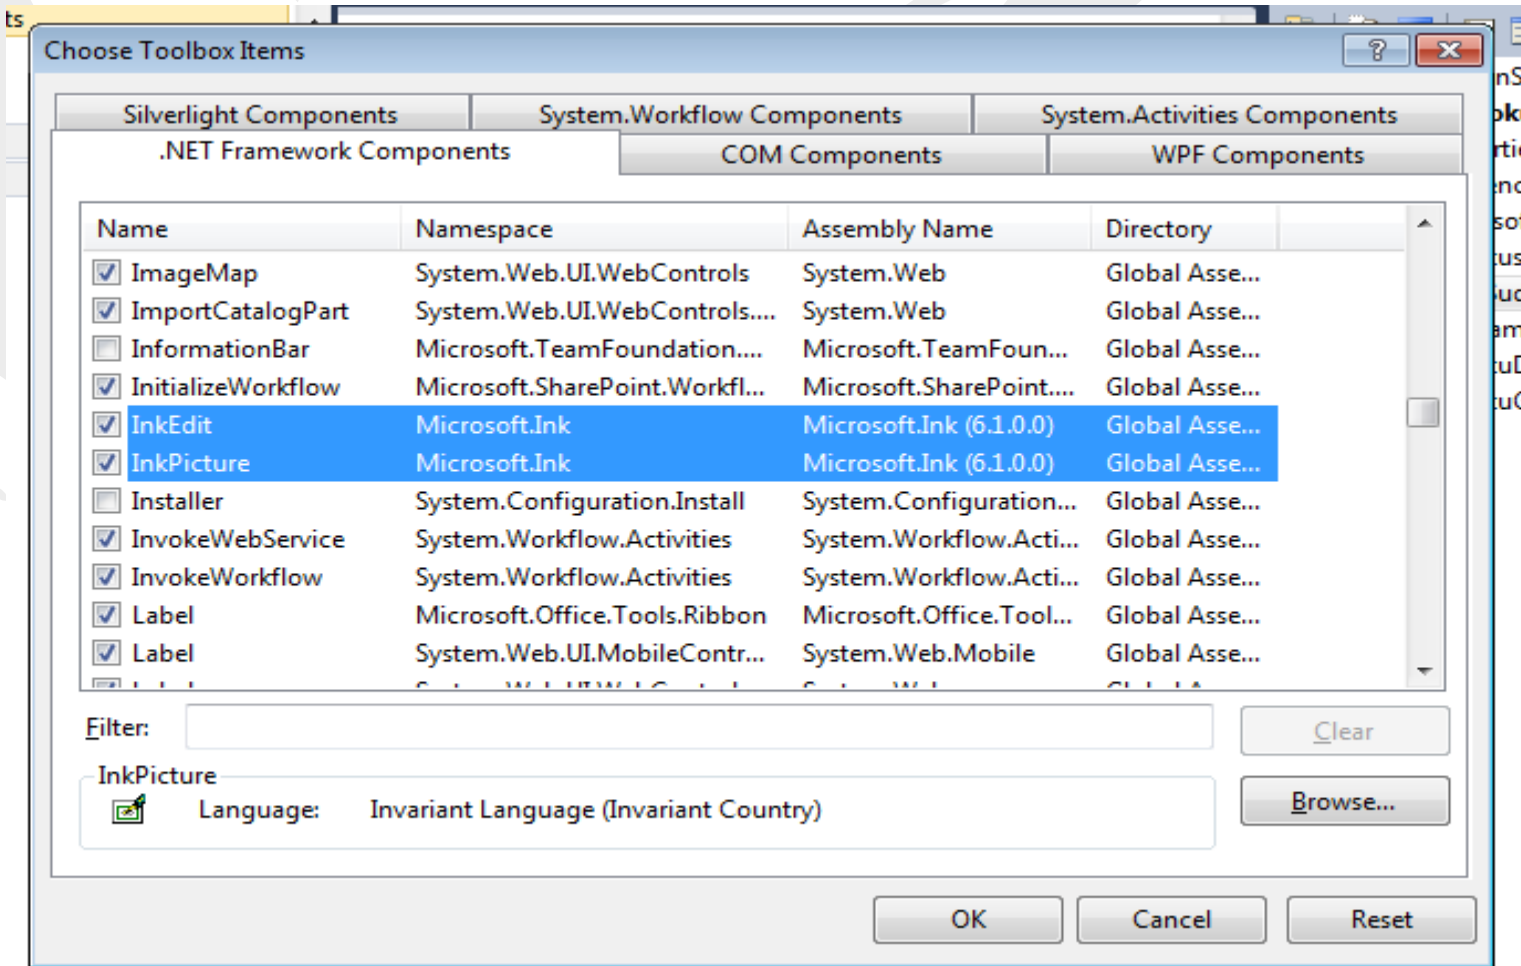 ts
Choose Toolbox Items
Silverlight Components System.Workflow Components System.Activities Components
.NET Framework Components COM Components WPF Components
Name Namespace Assembly Name Directory
ImageMap System.Web.UI.WebControls System.Web Global Asse...
ImportCatalogPart System.Web.UI.WebControls.... System.Web Global Asse...
InformationBar Microsoft.TeamFoundation.... Microsoft.TeamFoun... Global Asse...
InitializeWorkflow Microsoft.SharePoint.Workfl... Microsoft.SharePoint.... Global Asse...
InkEdit Microsoft.Ink Microsoft.Ink (6.1.0.0) Global Asse...
InkPicture Microsoft.Ink Microsoft.Ink (6.1.0.0) Global Asse...
Installer System.Configuration.Install System.Configuration... Global Asse...
InvokeWebService System.Workflow.Activities System.Workflow.Acti... Global Asse...
InvokeWorkflow System.Workflow.Activities System.Workflow.Acti... Global Asse...
Label Microsoft.Office.Tools.Ribbon Microsoft.Office.Tool... Global Asse...
Label System.Web.UI.MobileContr... System.Web.Mobile Global Asse...
Filter: Clear
InkPicture
Language: Invariant Language (Invariant Country) Browse...
OK Cancel Reset